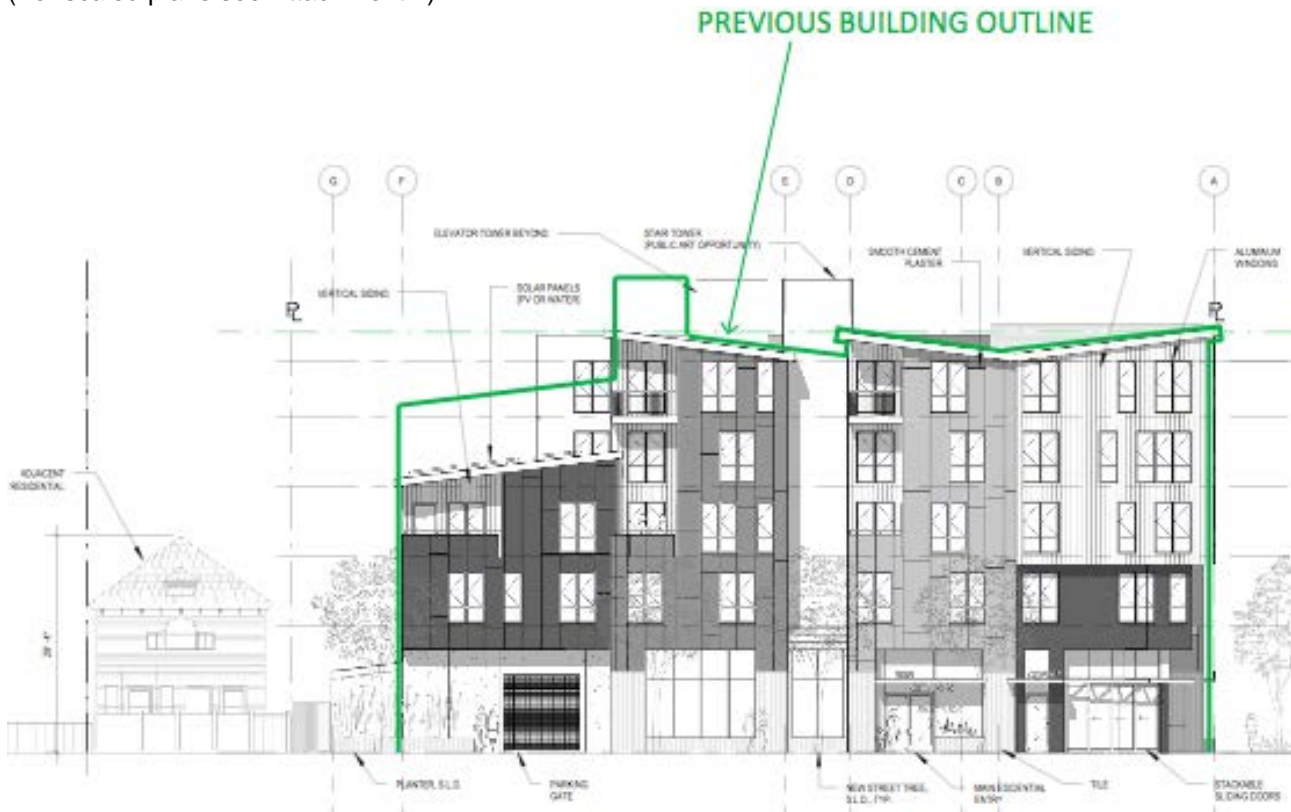 PREVIOUS BUILDING OUTLINE
G
F
E
D
C
B
A
ELEVATOR TOWER BEYOND
STAIR TOWER
(PUBLIC ART OPPORTUNITY)
SMOOTH CEMENT
PLASTER
VERTICAL SIDING
ALUMINUM
WINDOWS
VERTICAL SIDING
SOLAR PANELS
(PV OR WATER)
PL
PL
ADJACENT
RESIDENTIAL
PLANTER, S.L.D.
PARKING
GATE
NEW STREET TREE,
S.L.D., TYP.
MAIN RESIDENTIAL
ENTRY
TILE
STACKABLE
SLIDING DOORS